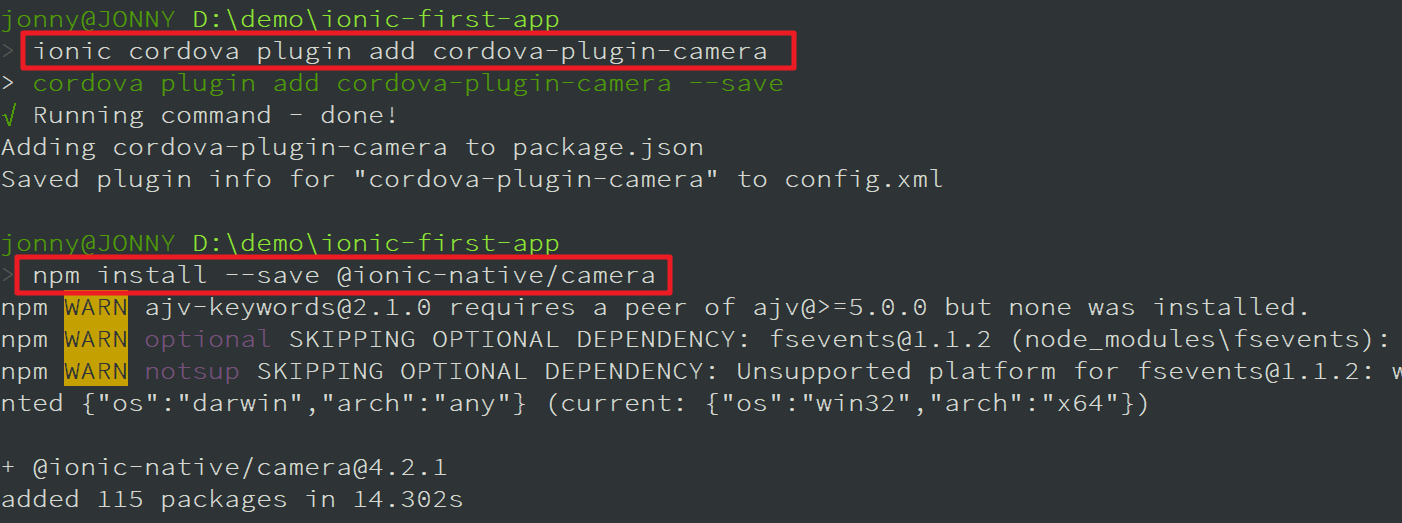 jonny@JONNY D:\demo\ionic-first-app
> ionic cordova plugin add cordova-plugin-camera
> cordova plugin add cordova-plugin-camera --save
√ Running command - done!
Adding cordova-plugin-camera to package.json
Saved plugin info for "cordova-plugin-camera" to config.xml
jonny@JONNY D:\demo\ionic-first-app
> npm install --save @ionic-native/camera
npm WARN ajv-keywords@2.1.0 requires a peer of ajv@>=5.0.0 but none was installed.
npm WARN optional SKIPPING OPTIONAL DEPENDENCY: fsevents@1.1.2 (node_modules\fsevents):
npm WARN notsup SKIPPING OPTIONAL DEPENDENCY: Unsupported platform for fsevents@1.1.2: w
nted {"os":"darwin","arch":"any"} (current: {"os":"win32","arch":"x64"})
+ @ionic-native/camera@4.2.1
added 115 packages in 14.302s